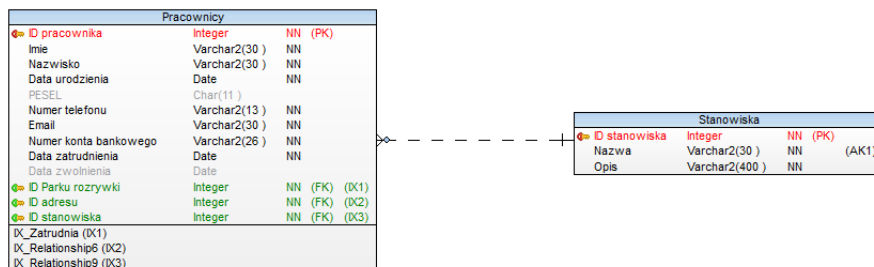 Pracownicy
ID pracownika Integer NN (PK)
Imie Varchar2(30 ) NN
Nazwisko Varchar2(30 ) NN
Data urodzienia Date NN
PESEL Char(11 )
Numer telefonu Varchar2(13 ) NN
Email Varchar2(30 ) NN
Numer konta bankowego Varchar2(26 ) NN
Data zatrudnienia Date NN
Data zwolnienia Date
ID Parku rozrywki Integer NN (FK) (IX1)
ID adresu Integer NN (FK) (IX2)
ID stanowiska Integer NN (FK) (IX3)
IX_Zatrudnia (IX1)
IX_Relationship6 (IX2)
IX_Relationship9 (IX3)
Stanowiska
ID stanowiska Integer NN (PK)
Nazwa Varchar2(30 ) NN (AK1)
Opis Varchar2(400 ) NN